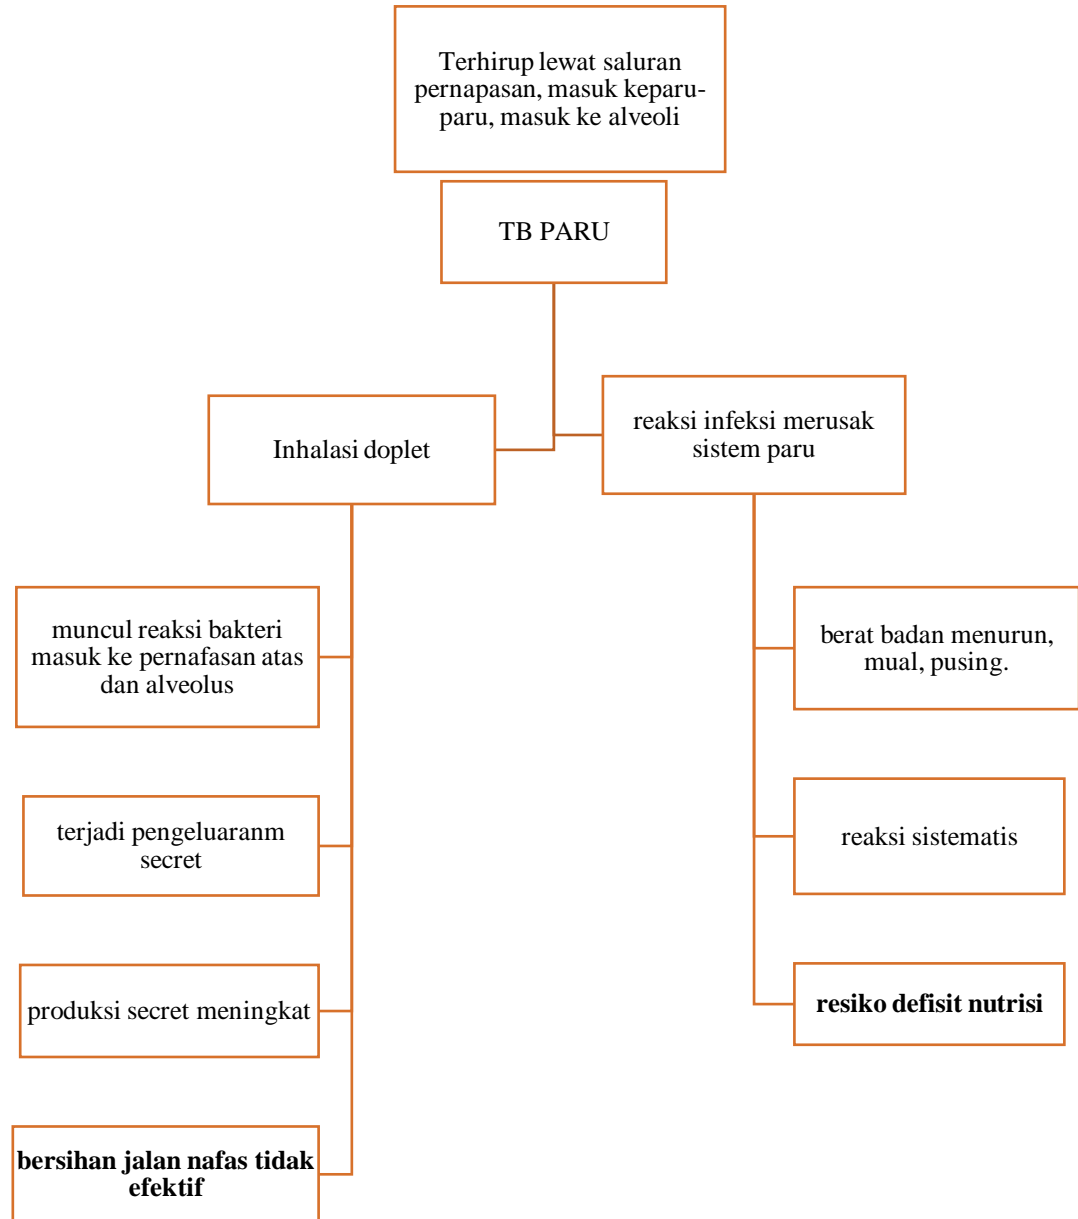 Terhirup lewat saluran
pernapasan, masuk keparu-
paru, masuk ke alveoli
TB PARU
Inhalasi doplet
reaksi infeksi merusak
sistem paru
muncul reaksi bakteri
masuk ke pernafasan atas
dan alveolus
terjadi pengeluaranm
secret
produksi secret meningkat
bersihan jalan nafas tidak
efektif
berat badan menurun,
mual, pusing.
reaksi sistematis
resiko defisit nutrisi